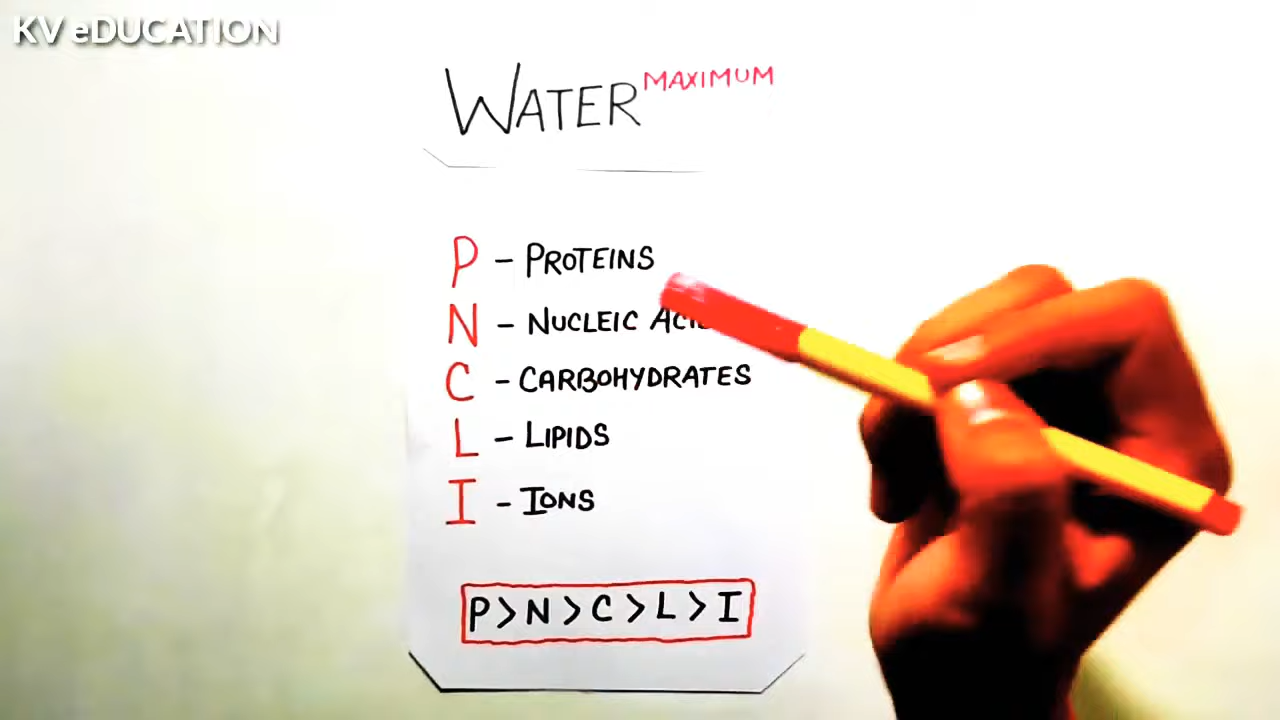 KV eDUCATION
WATER MAXIMUM
P - PROTEINS
N - NUCLEIC
C - CARBOHYDRATES
L - LIPIDS
I - IONS
P > N > C > L > I